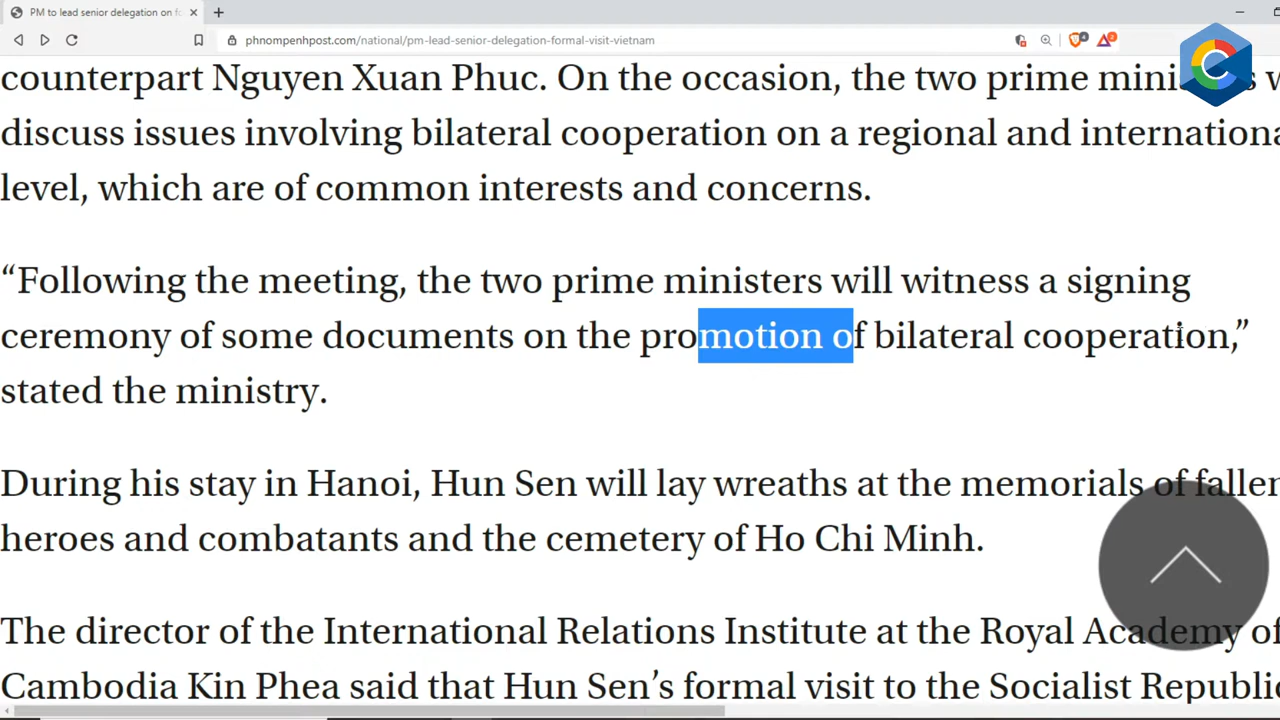 PM to lead senior delegation on fo
phnompenhpost.com/national/pm-lead-senior-delegation-formal-visit-vietnam
4
2
counterpart Nguyen Xuan Phuc. On the occasion, the two prime
discuss issues involving bilateral cooperation on a regional and internationa
level, which are of common interests and concerns.
“Following the meeting, the two prime ministers will witness a signing
ceremony of some documents on the promotion of bilateral cooperation,”
stated the ministry.
During his stay in Hanoi, Hun Sen will lay wreaths at the memorials of fallen
heroes and combatants and the cemetery of Ho Chi Minh.
The director of the International Relations Institute at the Royal Academy of
Cambodia Kin Phea said that Hun Sen’s formal visit to the Socialist Republic